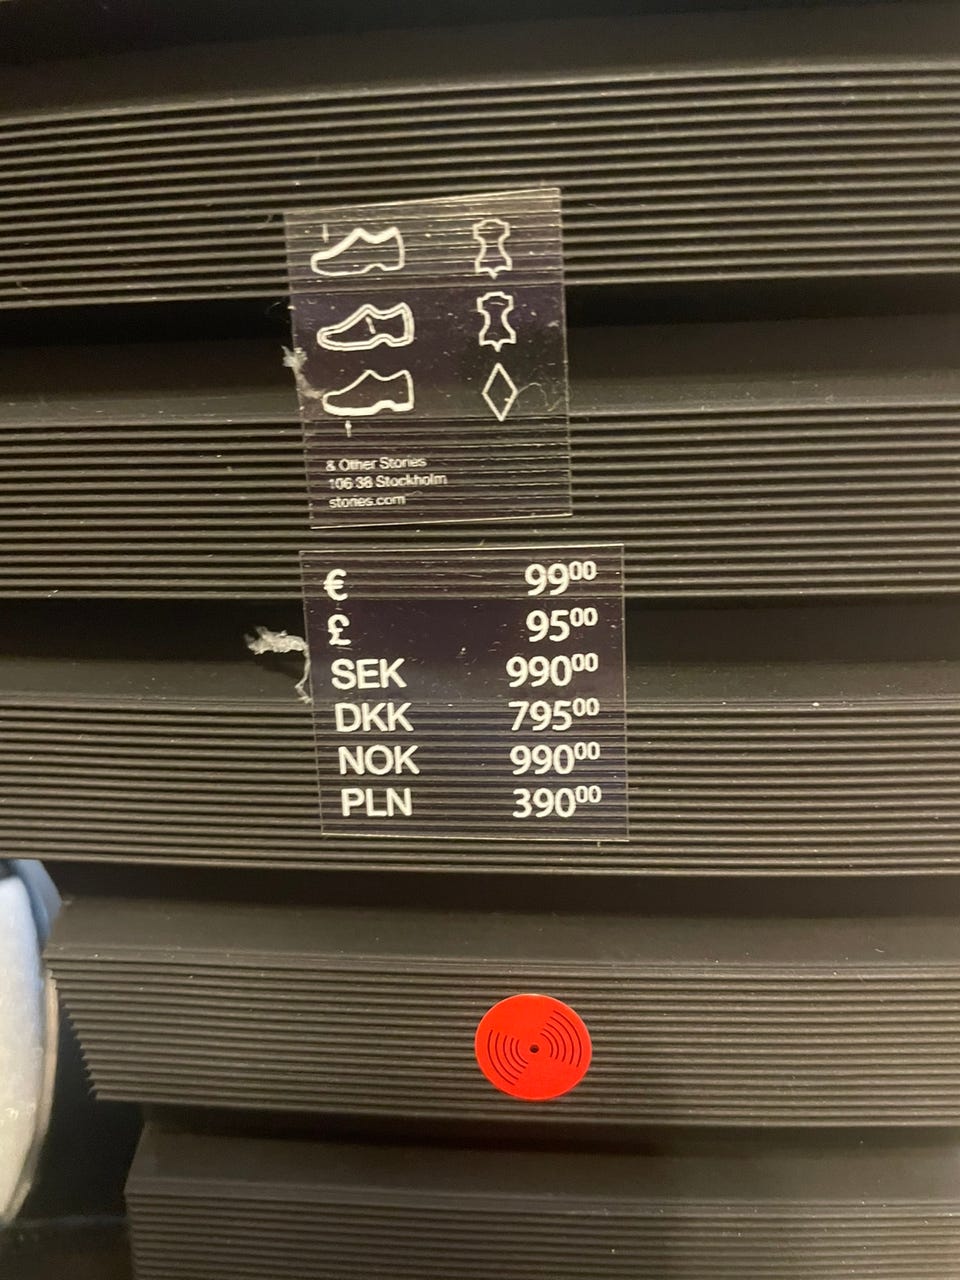 & Other Stories
106 38 Stockholm
stories.com
€ 99⁰⁰
£ 95⁰⁰
SEK 990⁰⁰
DKK 795⁰⁰
NOK 990⁰⁰
PLN 390⁰⁰